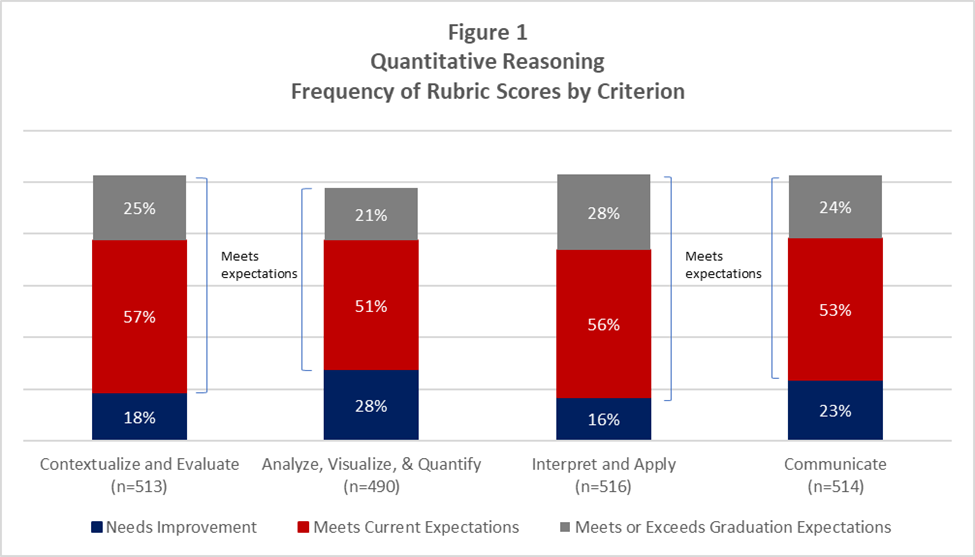 Figure 1
Quantitative Reasoning
Frequency of Rubric Scores by Criterion
25%
21%
28%
24%
Meets
expectations
Meets
expectations
57%
51%
56%
53%
18%
28%
16%
23%
Contextualize and Evaluate
(n=513)
Analyze, Visualize, & Quantify
(n=490)
Interpret and Apply
(n=516)
Communicate
(n=514)
Needs Improvement
Meets Current Expectations
Meets or Exceeds Graduation Expectations